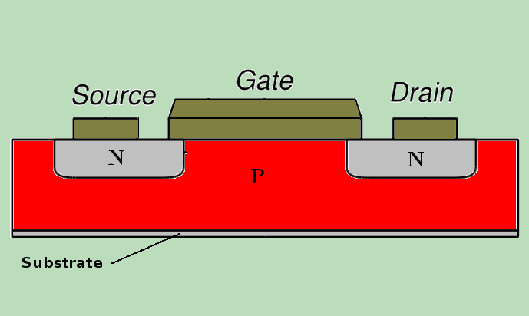 Source
Gate
Drain
N
N
P
Substrate